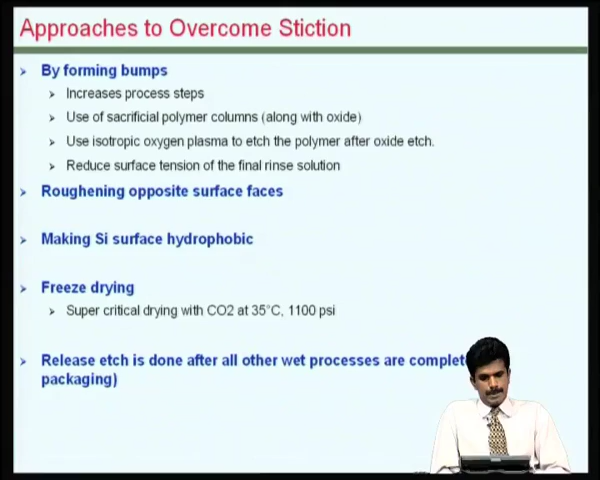 Approaches to Overcome Stiction
By forming bumps
Increases process steps
Use of sacrificial polymer columns (along with oxide)
Use isotropic oxygen plasma to etch the polymer after oxide etch.
Reduce surface tension of the final rinse solution
Roughening opposite surface faces
Making Si surface hydrophobic
Freeze drying
Super critical drying with CO2 at 35°C, 1100 psi
Release etch is done after all other wet processes are
packaging)